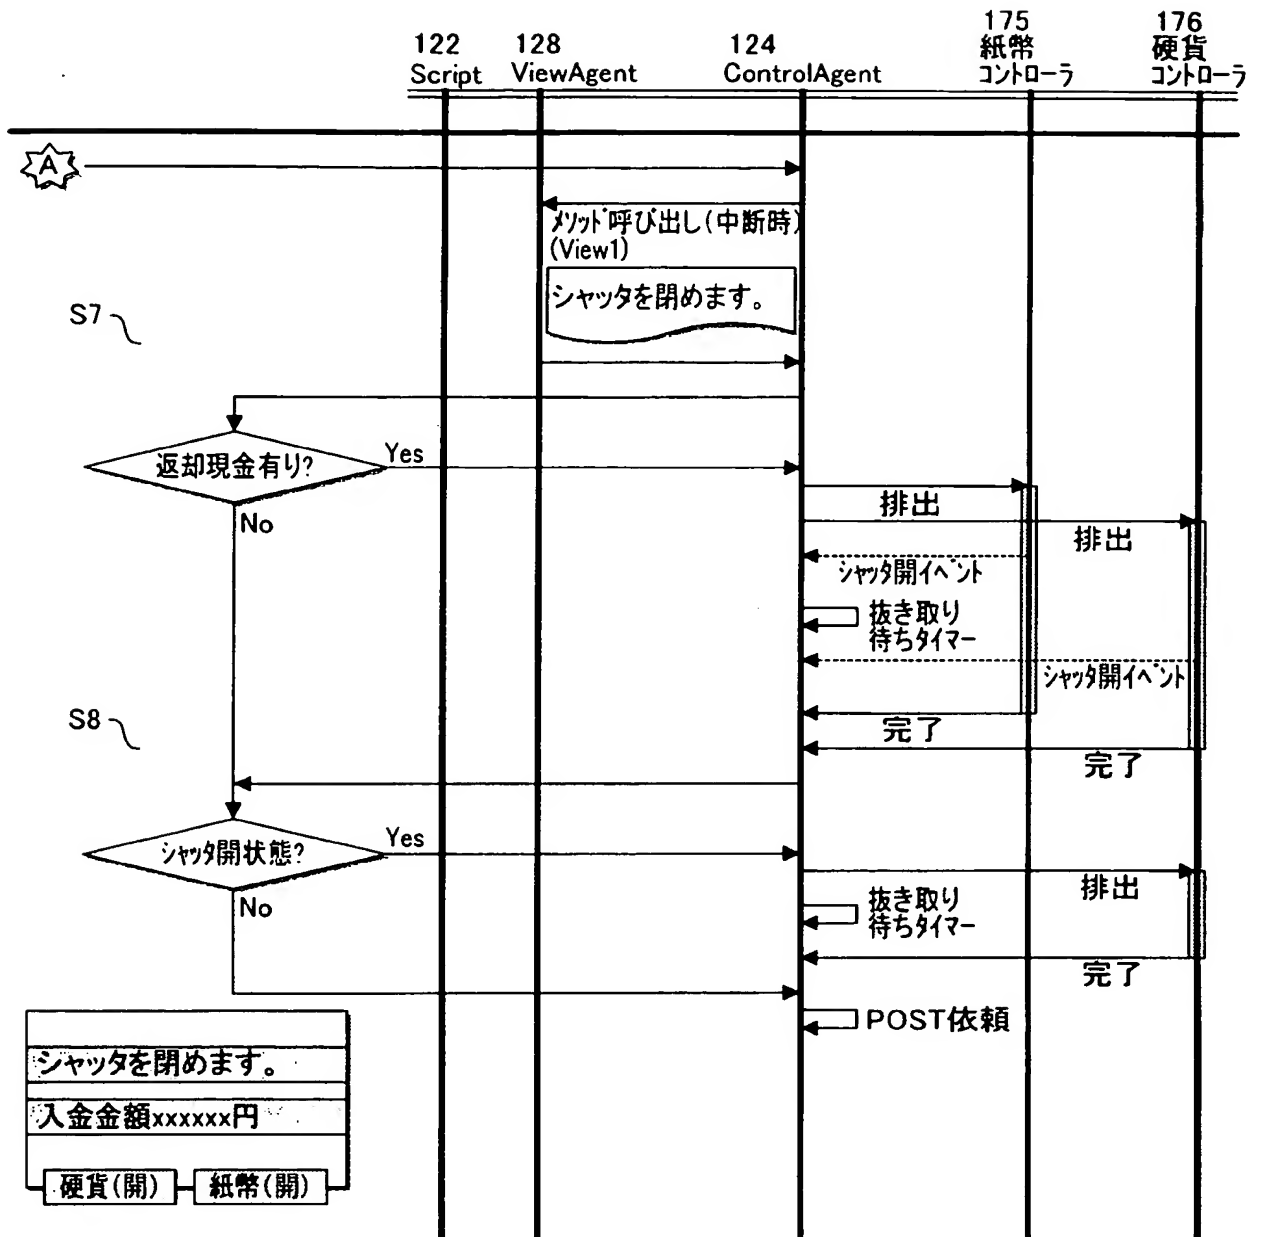 122
Script
128
ViewAgent
124
ControlAgent
175
紙幣
コントローラ
176
硬貨
コントローラ
A
メソッド呼び出し(中断時)
(View1)
シャッタを閉めます。
S7
返却現金有り?
Yes
No
排出
排出
シャッタ開イベント
抜き取り
待ちタイマー
シャッタ開イベント
S8
完了
完了
シャッタ開状態?
Yes
No
排出
抜き取り
待ちタイマー
完了
POST依頼
シャッタを閉めます。
入金金額xxxxxx円
硬貨(開)
紙幣(開)